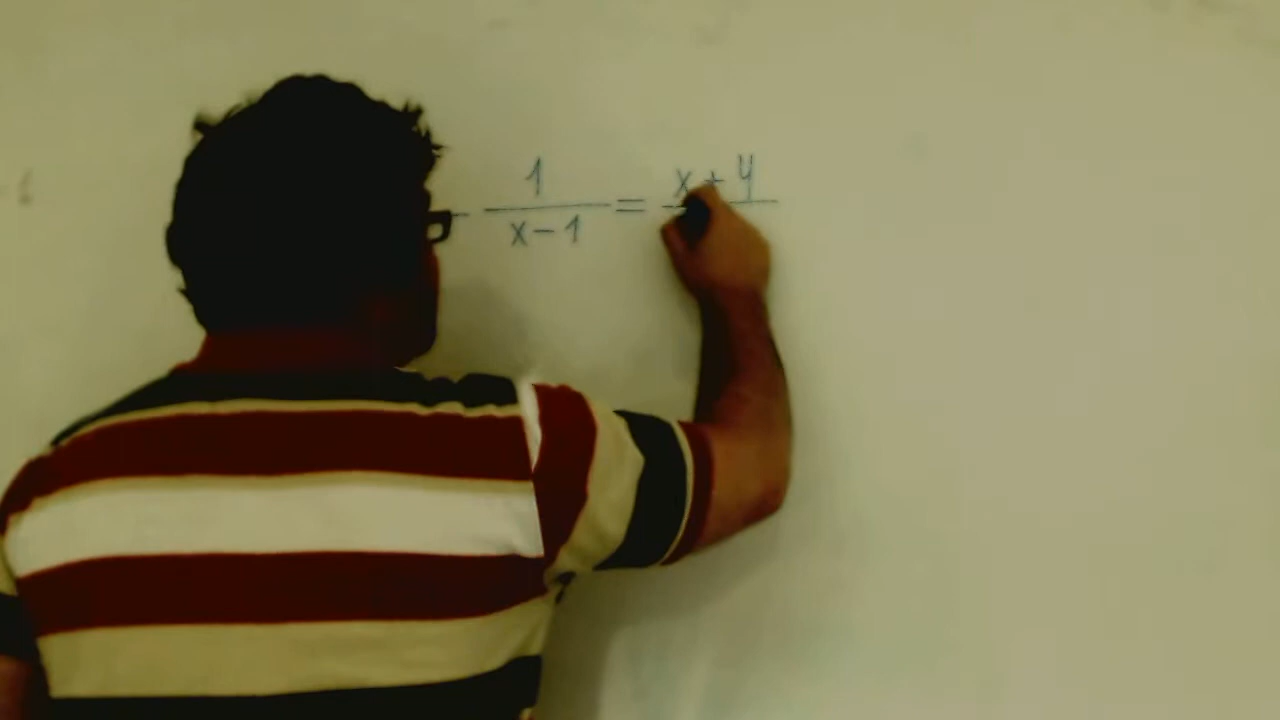 - 1/(x-1) = x+4